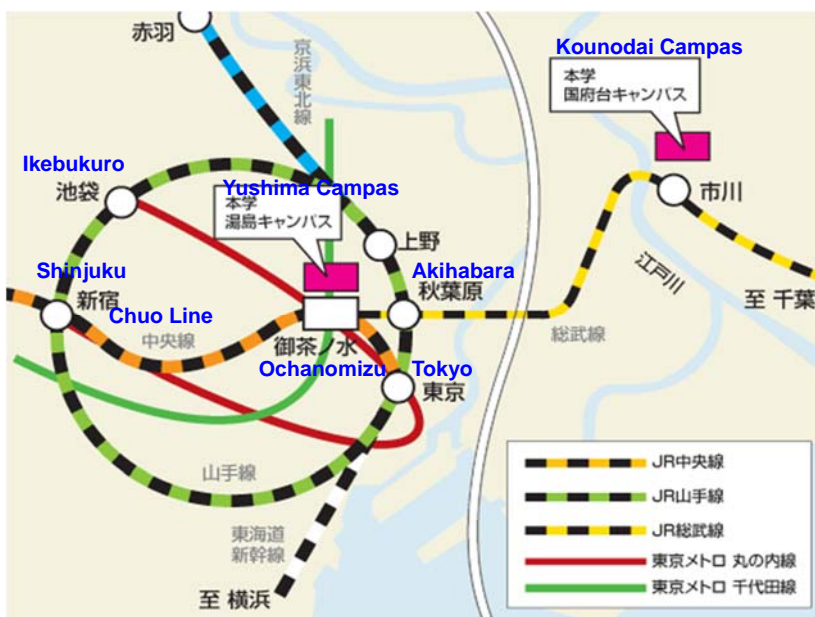 赤羽
京浜東北線
Kounodai Campas
本学
国府台キャンパス
Ikebukuro
池袋
Yushima Campas
本学
湯島キャンパス
上野
市川
江戸川
至 千葉
Shinjuku
新宿
Chuo Line
中央線
Akihabara
秋葉原
御茶ノ水
総武線
Ochanomizu
Tokyo
東京
山手線
東海道
新幹線
至 横浜
JR中央線
JR山手線
JR総武線
東京メトロ 丸の内線
東京メトロ 千代田線